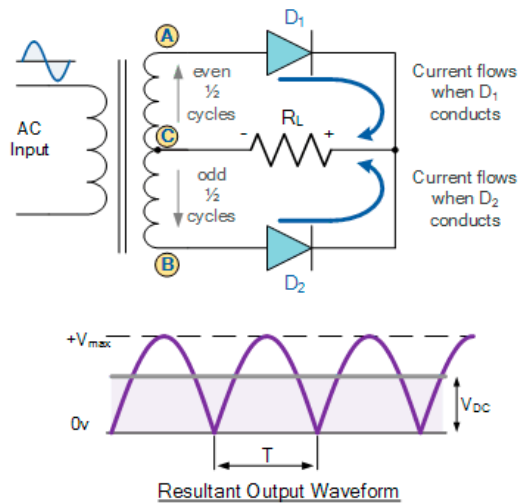 A
D1
even
½
cycles
Current flows
when D1
conducts
AC
Input
C
RL
- +
odd
½
cycles
Current flows
when D2
conducts
B
D2
+Vmax
0v
VDC
T
Resultant Output Waveform